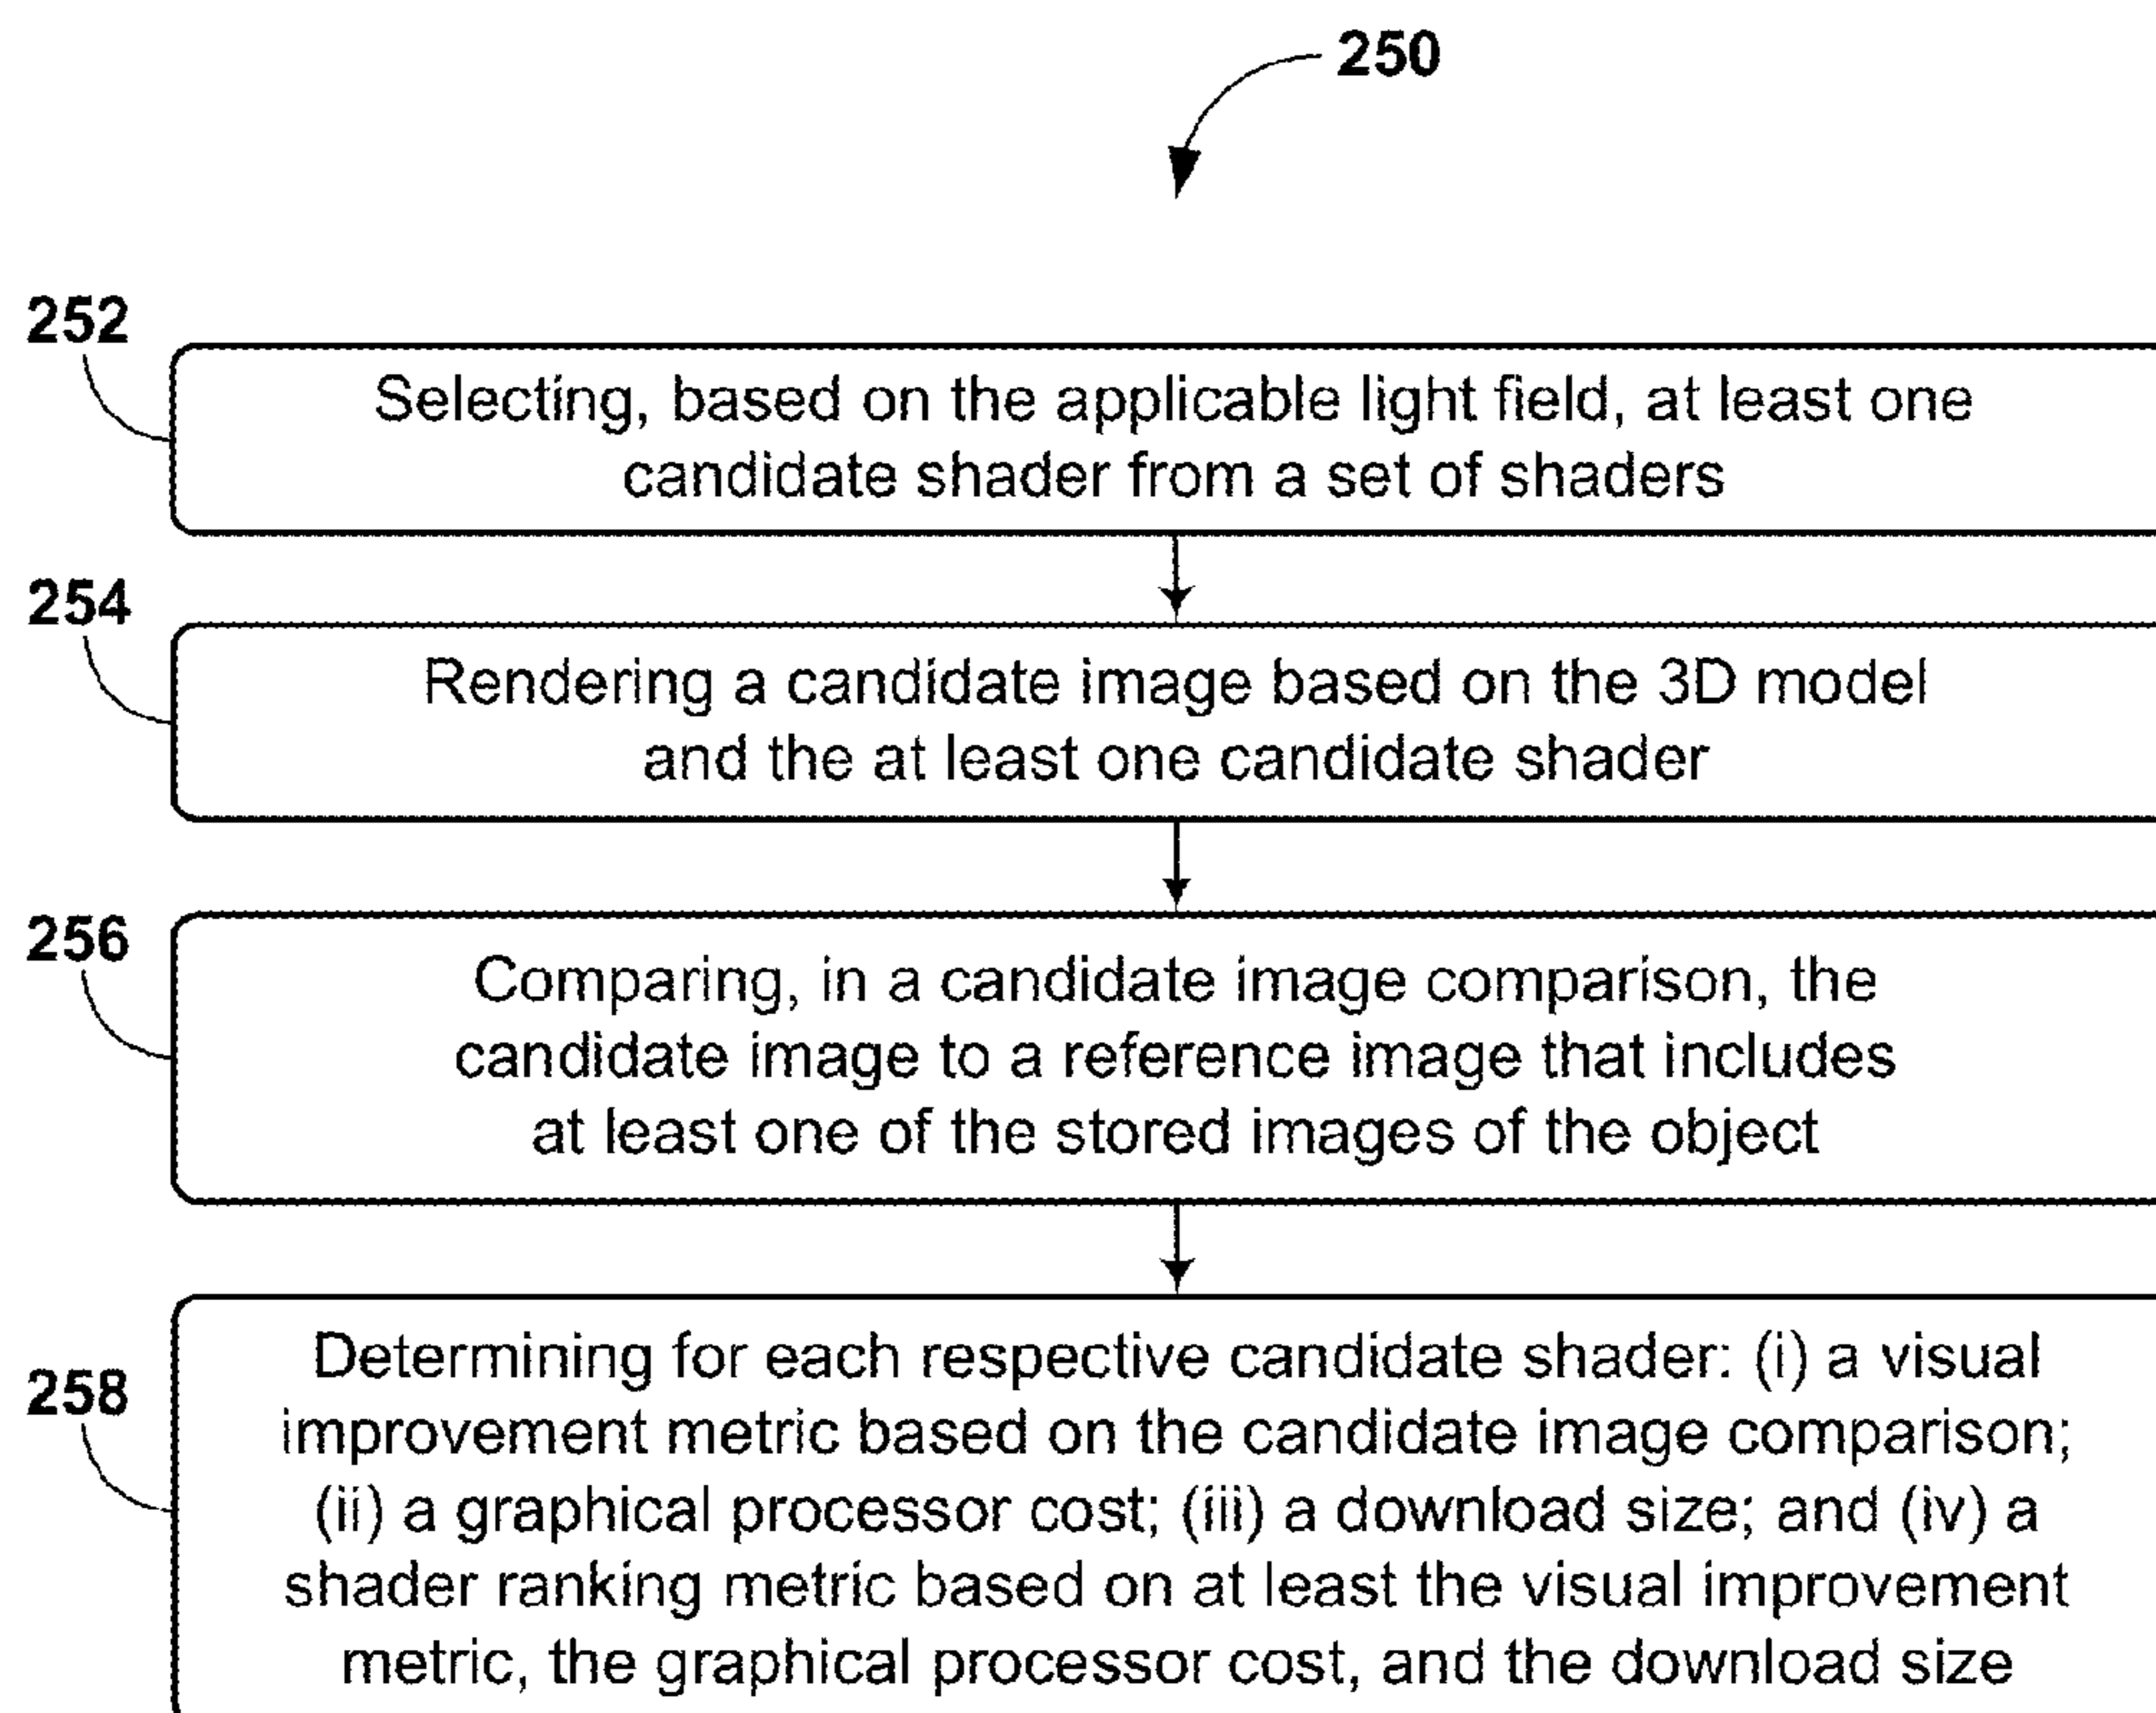 250
252
Selecting, based on the applicable light field, at least one
candidate shader from a set of shaders
254
Rendering a candidate image based on the 3D model
and the at least one candidate shader
256
Comparing, in a candidate image comparison, the
candidate image to a reference image that includes
at least one of the stored images of the object
258
Determining for each respective candidate shader: (i) a visual
improvement metric based on the candidate image comparison;
(ii) a graphical processor cost; (iii) a download size; and (iv) a
shader ranking metric based on at least the visual improvement
metric, the graphical processor cost, and the download size